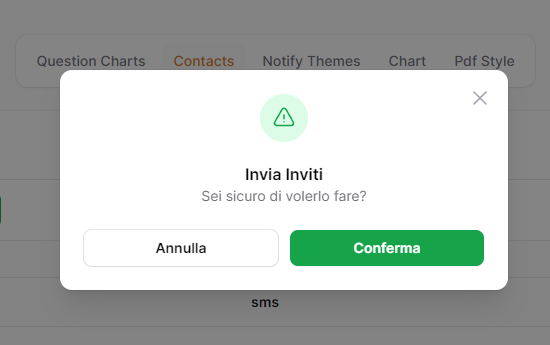 Question Charts Contacts Notify Themes Chart Pdf Style
Invia Inviti
Sei sicuro di volerlo fare?
Annulla Conferma
sms